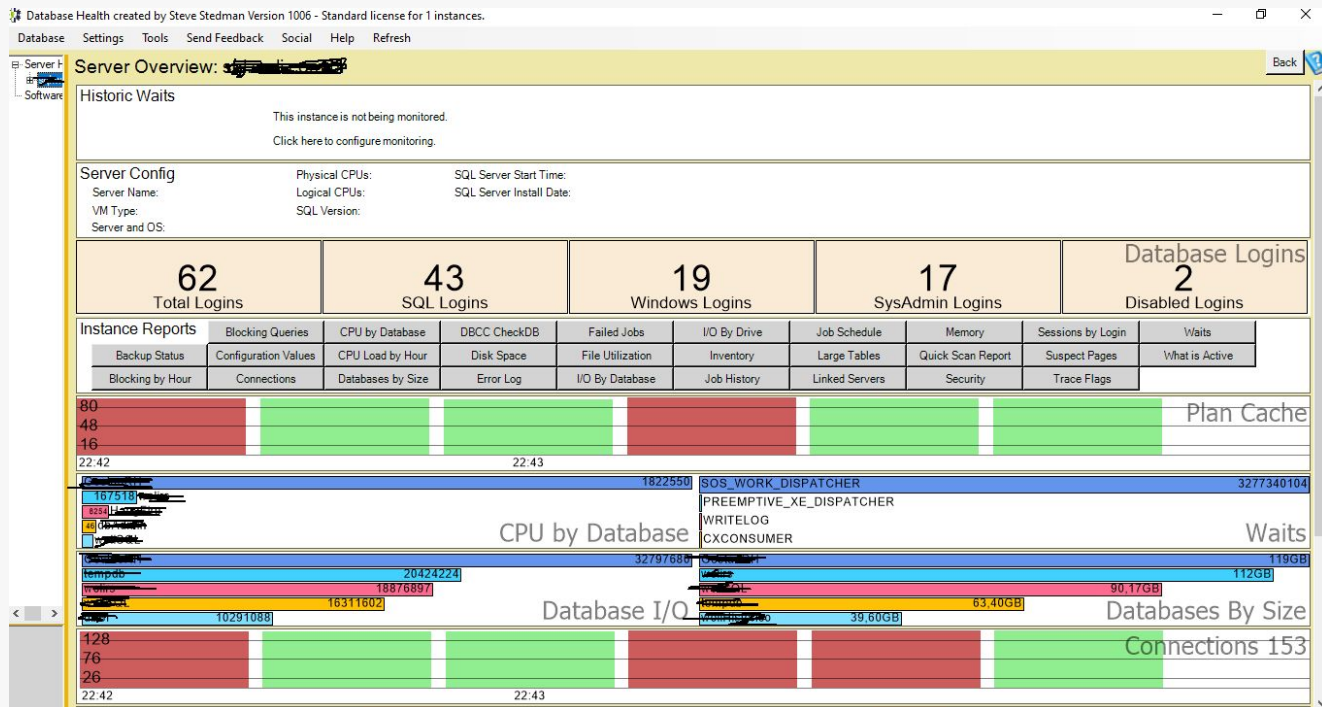 Database Health created by Steve Stedman Version 1006 - Standard license for 1 instances.
Database Settings Tools Send Feedback Social Help Refresh
Server H
Software
Server Overview:
Back
Historic Waits
This instance is not being monitored.
Click here to configure monitoring.
Server Config
Physical CPUs: SQL Server Start Time:
Server Name: Logical CPUs: SQL Server Install Date:
VM Type: SQL Version:
Server and OS:
Database Logins
62 43 19 17 2
Total Logins SQL Logins Windows Logins SysAdmin Logins Disabled Logins
Instance Reports Blocking Queries CPU by Database DBCC CheckDB Failed Jobs I/O By Drive Job Schedule Memory Sessions by Login Waits
Backup Status Configuration Values CPU Load by Hour Disk Space File Utilization Inventory Large Tables Quick Scan Report Suspect Pages What is Active
Blocking by Hour Connections Databases by Size Error Log I/O By Database Job History Linked Servers Security Trace Flags
Plan Cache
80
48
16
22:42 22:43
1822550
167518
8254
46
CPU by Database
SOS_WORK_DISPATCHER 3277340104
PREEMPTIVE_XE_DISPATCHER
WRITELOG
CXCONSUMER
Waits
32797680
tempdb 20424224
18876897
16311602
10291088
Database I/O
119GB
112GB
90,17GB
63,40GB
39,60GB
Databases By Size
Connections 153
128
76
26
22:42 22:43